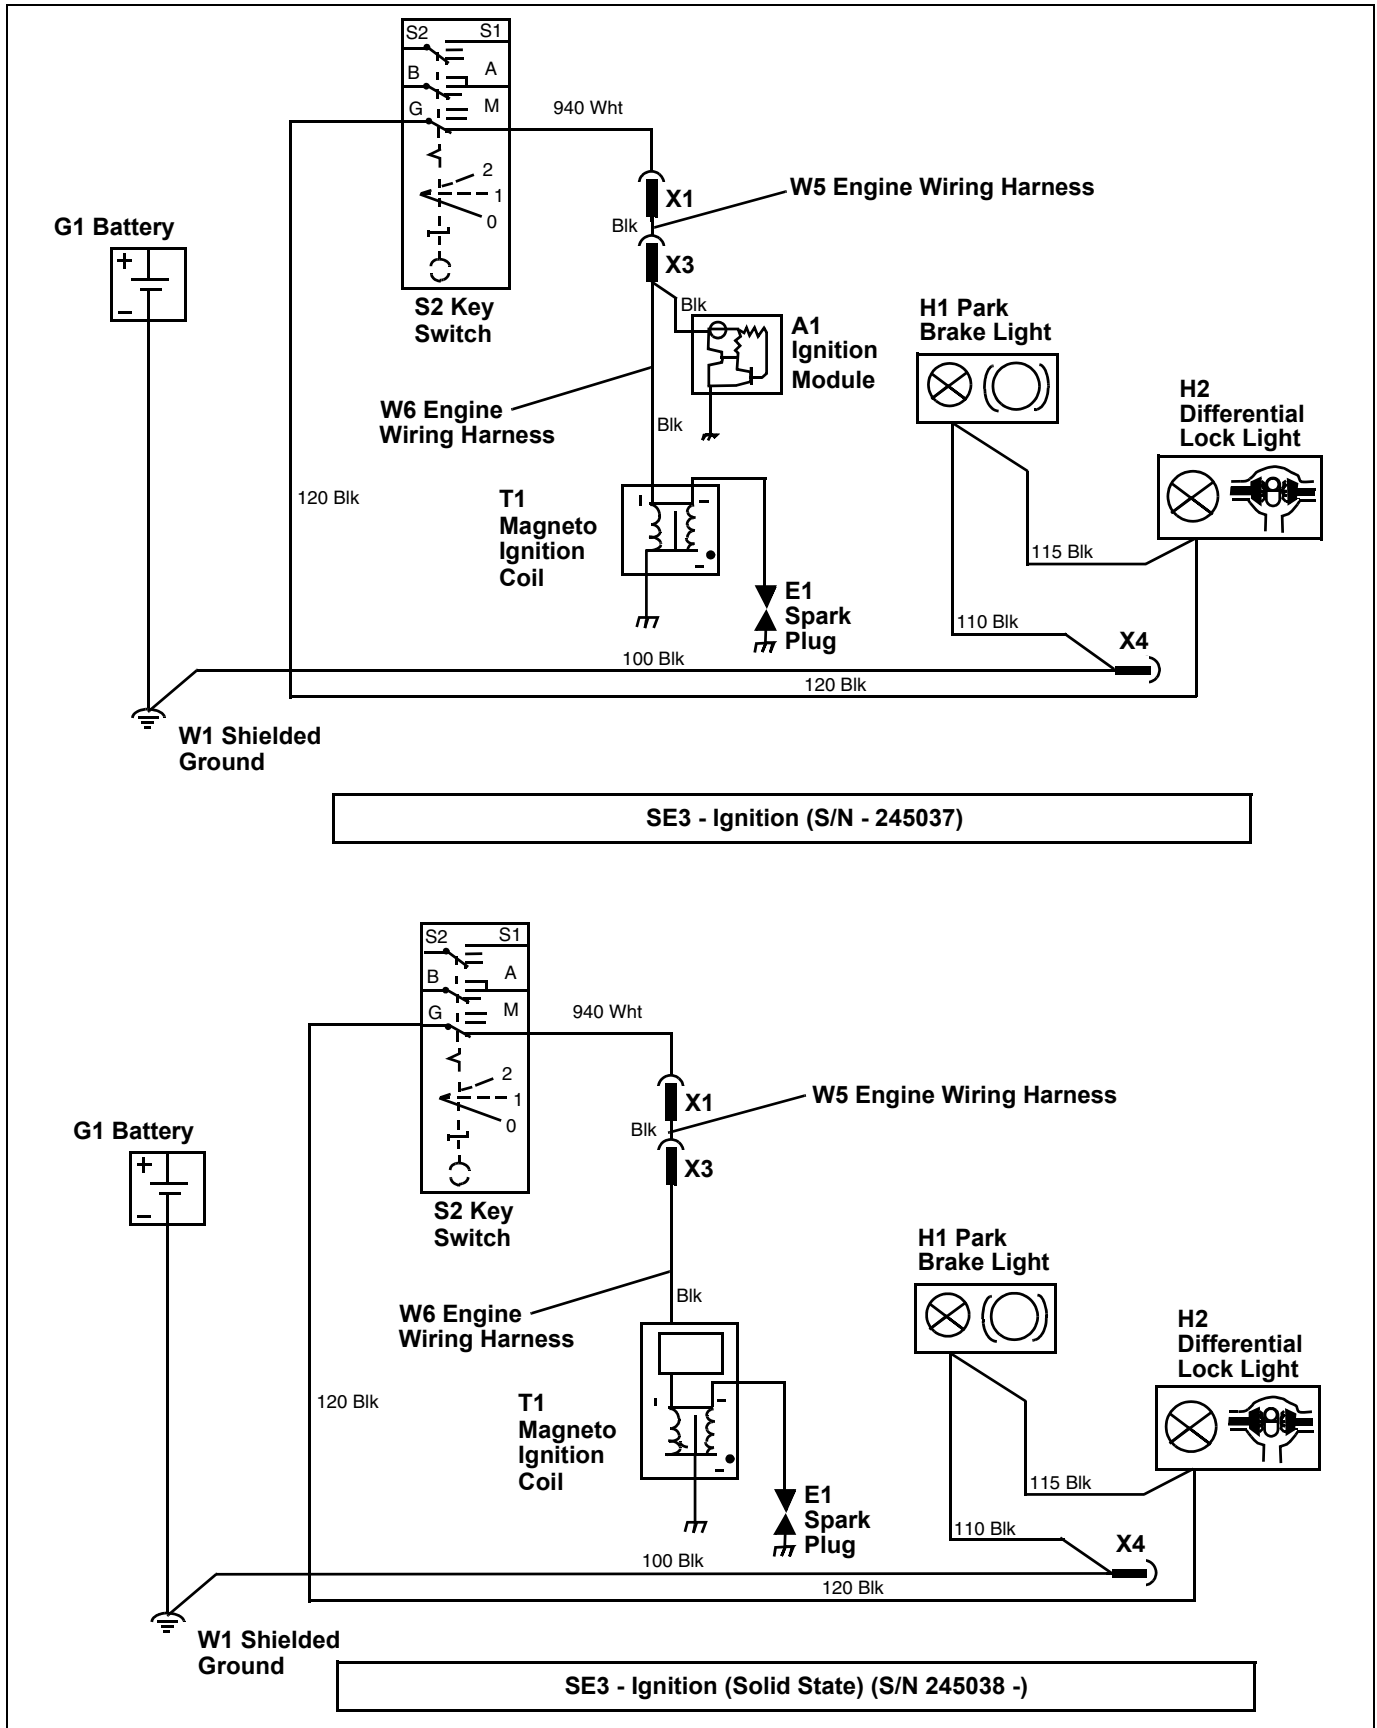 S2 S1
B A
G M
940 Wht
2
1
0
S2 Key
Switch
G1 Battery
+
–
X1
W5 Engine Wiring Harness
Blk
X3
Blk
A1
Ignition
Module
W6 Engine
Wiring Harness
Blk
H1 Park
Brake Light
H2
Differential
Lock Light
120 Blk
T1
Magneto
Ignition
Coil
E1
Spark
Plug
115 Blk
110 Blk
X4
100 Blk
120 Blk
W1 Shielded
Ground
SE3 - Ignition (S/N - 245037)
S2 S1
B A
G M
940 Wht
2
1
0
S2 Key
Switch
G1 Battery
+
–
X1
W5 Engine Wiring Harness
Blk
X3
W6 Engine
Wiring Harness
Blk
H1 Park
Brake Light
H2
Differential
Lock Light
120 Blk
T1
Magneto
Ignition
Coil
E1
Spark
Plug
115 Blk
110 Blk
X4
100 Blk
120 Blk
W1 Shielded
Ground
SE3 - Ignition (Solid State) (S/N 245038 -)